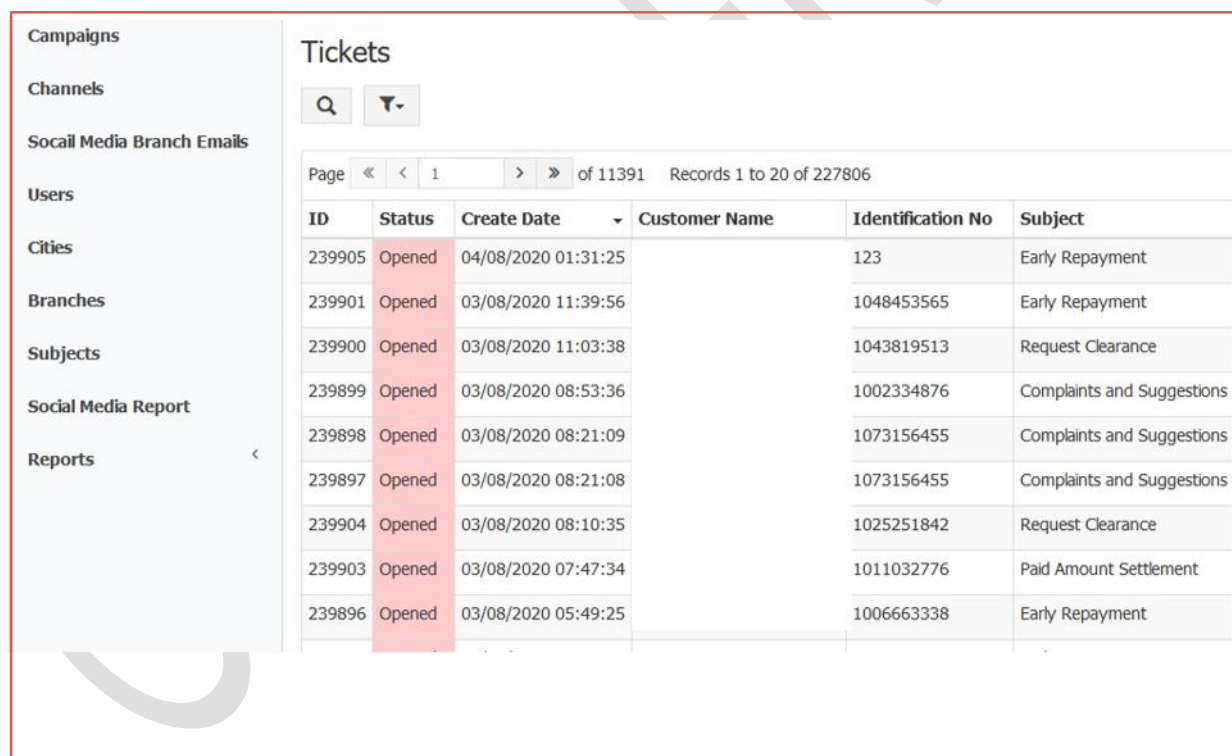 Campaigns
Channels
Socail Media Branch Emails
Users
Cities
Branches
Subjects
Social Media Report
Reports
Tickets
Page 1 of 11391 Records 1 to 20 of 227806
ID Status Create Date Customer Name Identification No Subject
239905 Opened 04/08/2020 01:31:25 123 Early Repayment
239901 Opened 03/08/2020 11:39:56 1048453565 Early Repayment
239900 Opened 03/08/2020 11:03:38 1043819513 Request Clearance
239899 Opened 03/08/2020 08:53:36 1002334876 Complaints and Suggestions
239898 Opened 03/08/2020 08:21:09 1073156455 Complaints and Suggestions
239897 Opened 03/08/2020 08:21:08 1073156455 Complaints and Suggestions
239904 Opened 03/08/2020 08:10:35 1025251842 Request Clearance
239903 Opened 03/08/2020 07:47:34 1011032776 Paid Amount Settlement
239896 Opened 03/08/2020 05:49:25 1006663338 Early Repayment